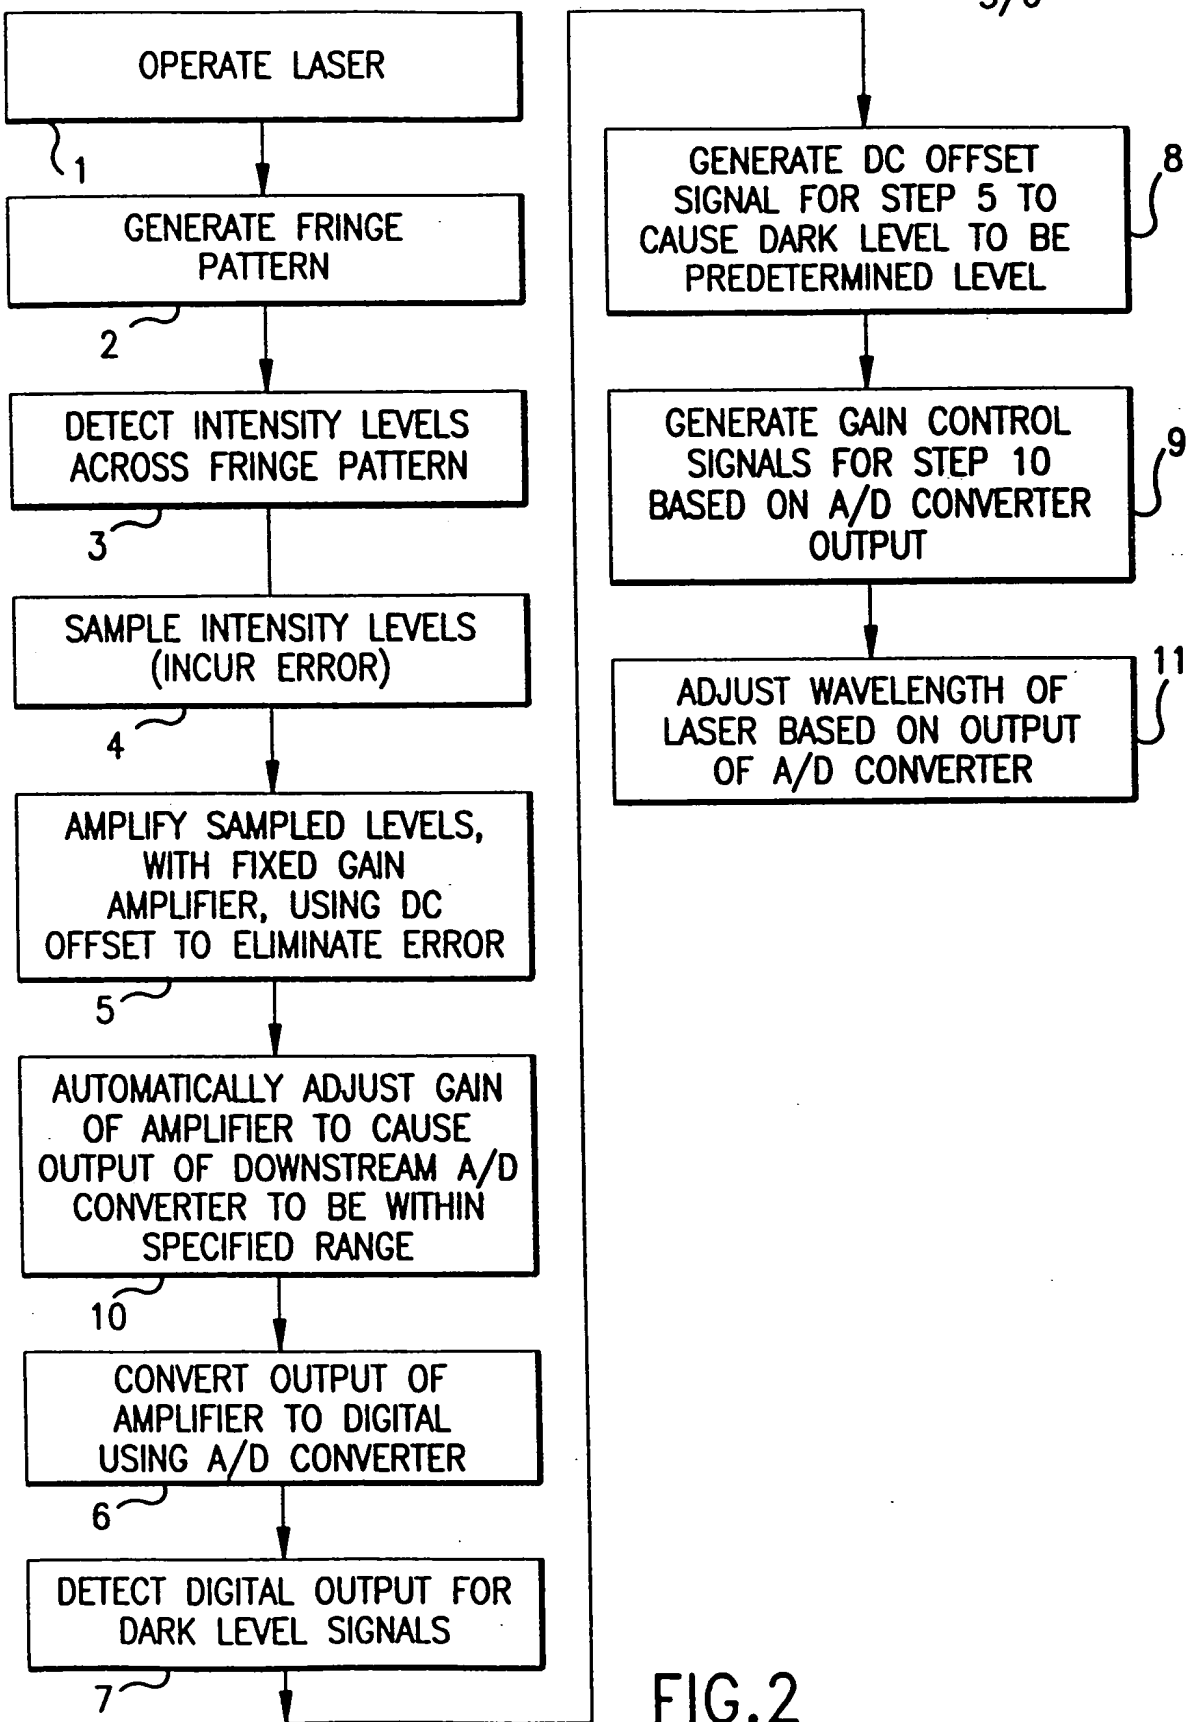 OPERATE LASER
1
GENERATE FRINGE
PATTERN
2
DETECT INTENSITY LEVELS
ACROSS FRINGE PATTERN
3
SAMPLE INTENSITY LEVELS
(INCUR ERROR)
4
AMPLIFY SAMPLED LEVELS,
WITH FIXED GAIN
AMPLIFIER, USING DC
OFFSET TO ELIMINATE ERROR
5
AUTOMATICALLY ADJUST GAIN
OF AMPLIFIER TO CAUSE
OUTPUT OF DOWNSTREAM A/D
CONVERTER TO BE WITHIN
SPECIFIED RANGE
10
CONVERT OUTPUT OF
AMPLIFIER TO DIGITAL
USING A/D CONVERTER
6
DETECT DIGITAL OUTPUT FOR
DARK LEVEL SIGNALS
7
GENERATE DC OFFSET
SIGNAL FOR STEP 5 TO
CAUSE DARK LEVEL TO BE
PREDETERMINED LEVEL
8
GENERATE GAIN CONTROL
SIGNALS FOR STEP 10
BASED ON A/D CONVERTER
OUTPUT
9
ADJUST WAVELENGTH OF
LASER BASED ON OUTPUT
OF A/D CONVERTER
11
FIG.2